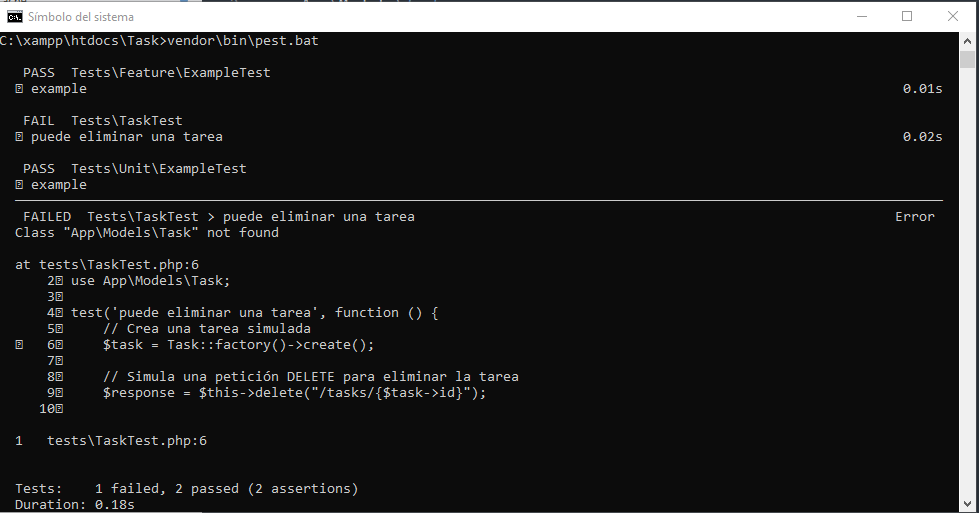 Símbolo del sistema
C:\xampp\htdocs\Task>vendor\bin\pest.bat
PASS  Tests\Feature\ExampleTest
example 0.01s
FAIL  Tests\TaskTest
puede eliminar una tarea 0.02s
PASS  Tests\Unit\ExampleTest
example
FAILED  Tests\TaskTest > puede eliminar una tarea Error
Class "App\Models\Task" not found
at tests\TaskTest.php:6
2 use App\Models\Task;
3
4 test('puede eliminar una tarea', function () {
5     // Crea una tarea simulada
6     $task = Task::factory()->create();
7
8     // Simula una petición DELETE para eliminar la tarea
9     $response = $this->delete("/tasks/{$task->id}");
10
1   tests\TaskTest.php:6
Tests:    1 failed, 2 passed (2 assertions)
Duration: 0.18s